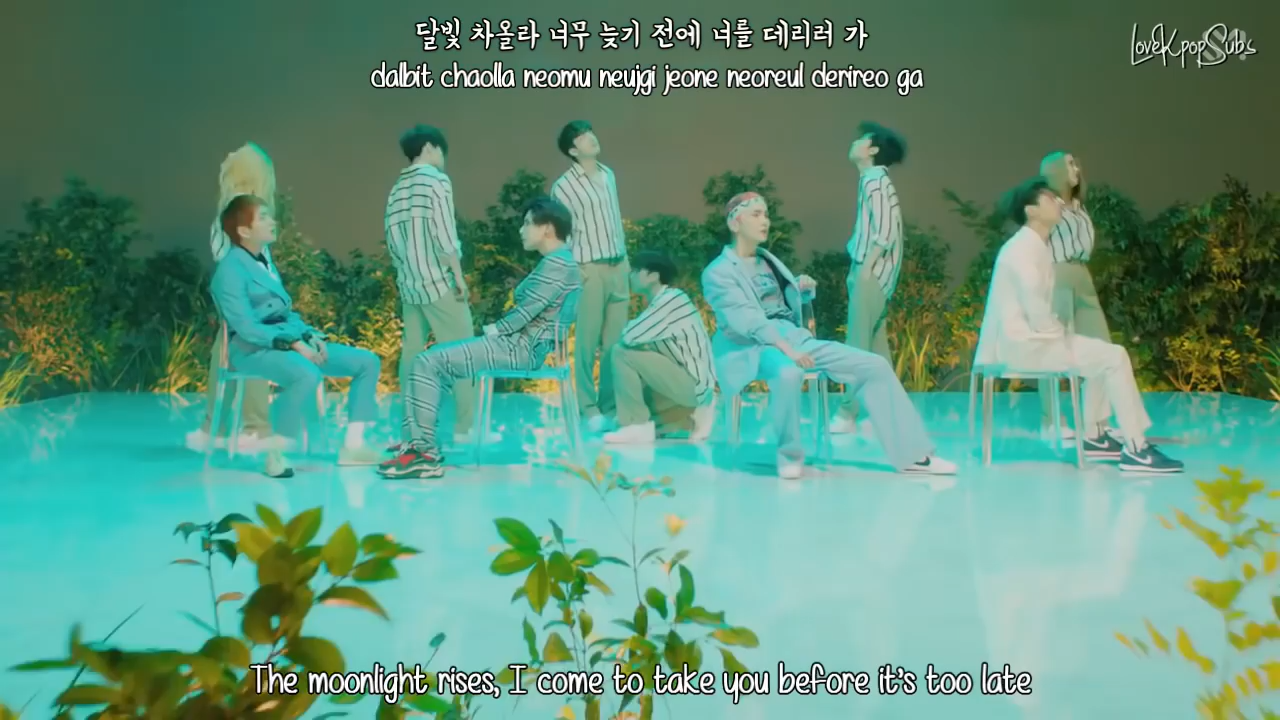 달빛 차올라 너무 늦기 전에 너를 데리러 가
dalbit chaolla neomu neujgi jeone neoreul derireo ga
LoveKpopSubs
The moonlight rises, I come to take you before it's too late